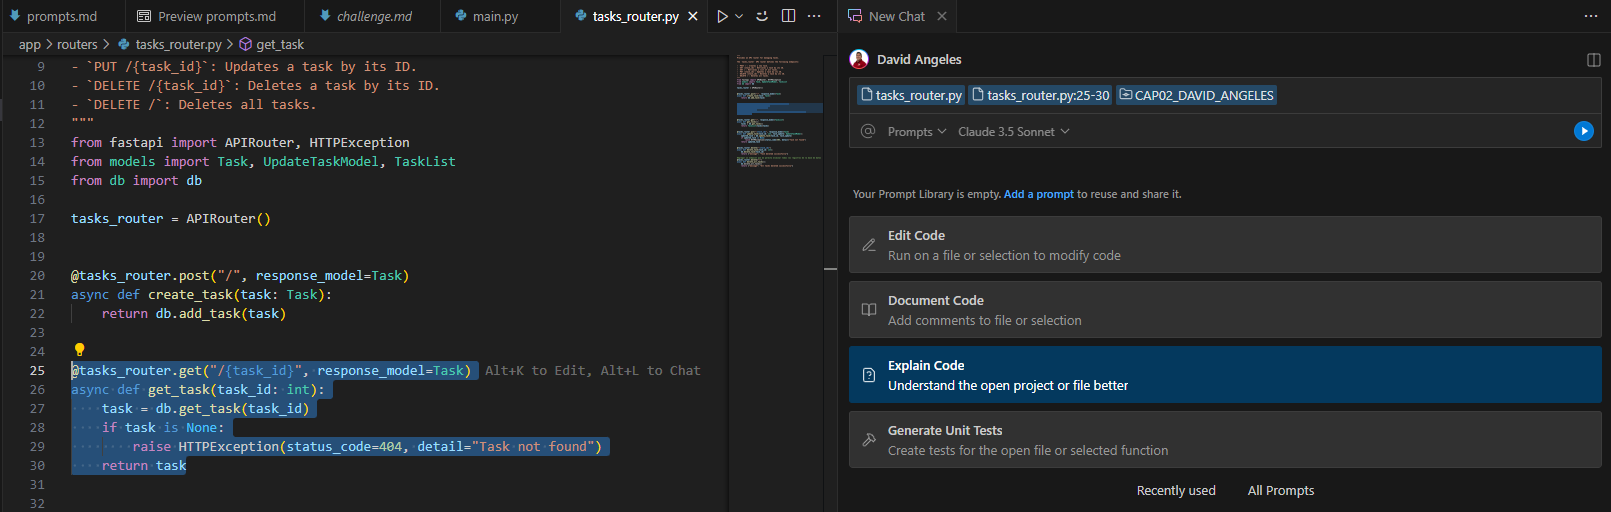 prompts.md
Preview prompts.md
challenge.md
main.py
tasks_router.py
app > routers > tasks_router.py > get_task
9 - `PUT /{task_id}`: Updates a task by its ID.
10 - `DELETE /{task_id}`: Deletes a task by its ID.
11 - `DELETE /`: Deletes all tasks.
12 """
13 from fastapi import APIRouter, HTTPException
14 from models import Task, UpdateTaskModel, TaskList
15 from db import db
16
17 tasks_router = APIRouter()
18
19
20 @tasks_router.post("/", response_model=Task)
21 async def create_task(task: Task):
22     return db.add_task(task)
23
24
25 @tasks_router.get("/{task_id}", response_model=Task) Alt+K to Edit, Alt+L to Chat
26 async def get_task(task_id: int):
27     task = db.get_task(task_id)
28     if task is None:
29         raise HTTPException(status_code=404, detail="Task not found")
30     return task
31
32
New Chat
David Angeles
tasks_router.py tasks_router.py:25-30 CAP02_DAVID_ANGELES
@ Prompts Claude 3.5 Sonnet
Your Prompt Library is empty. Add a prompt to reuse and share it.
Edit Code
Run on a file or selection to modify code
Document Code
Add comments to file or selection
Explain Code
Understand the open project or file better
Generate Unit Tests
Create tests for the open file or selected function
Recently used All Prompts